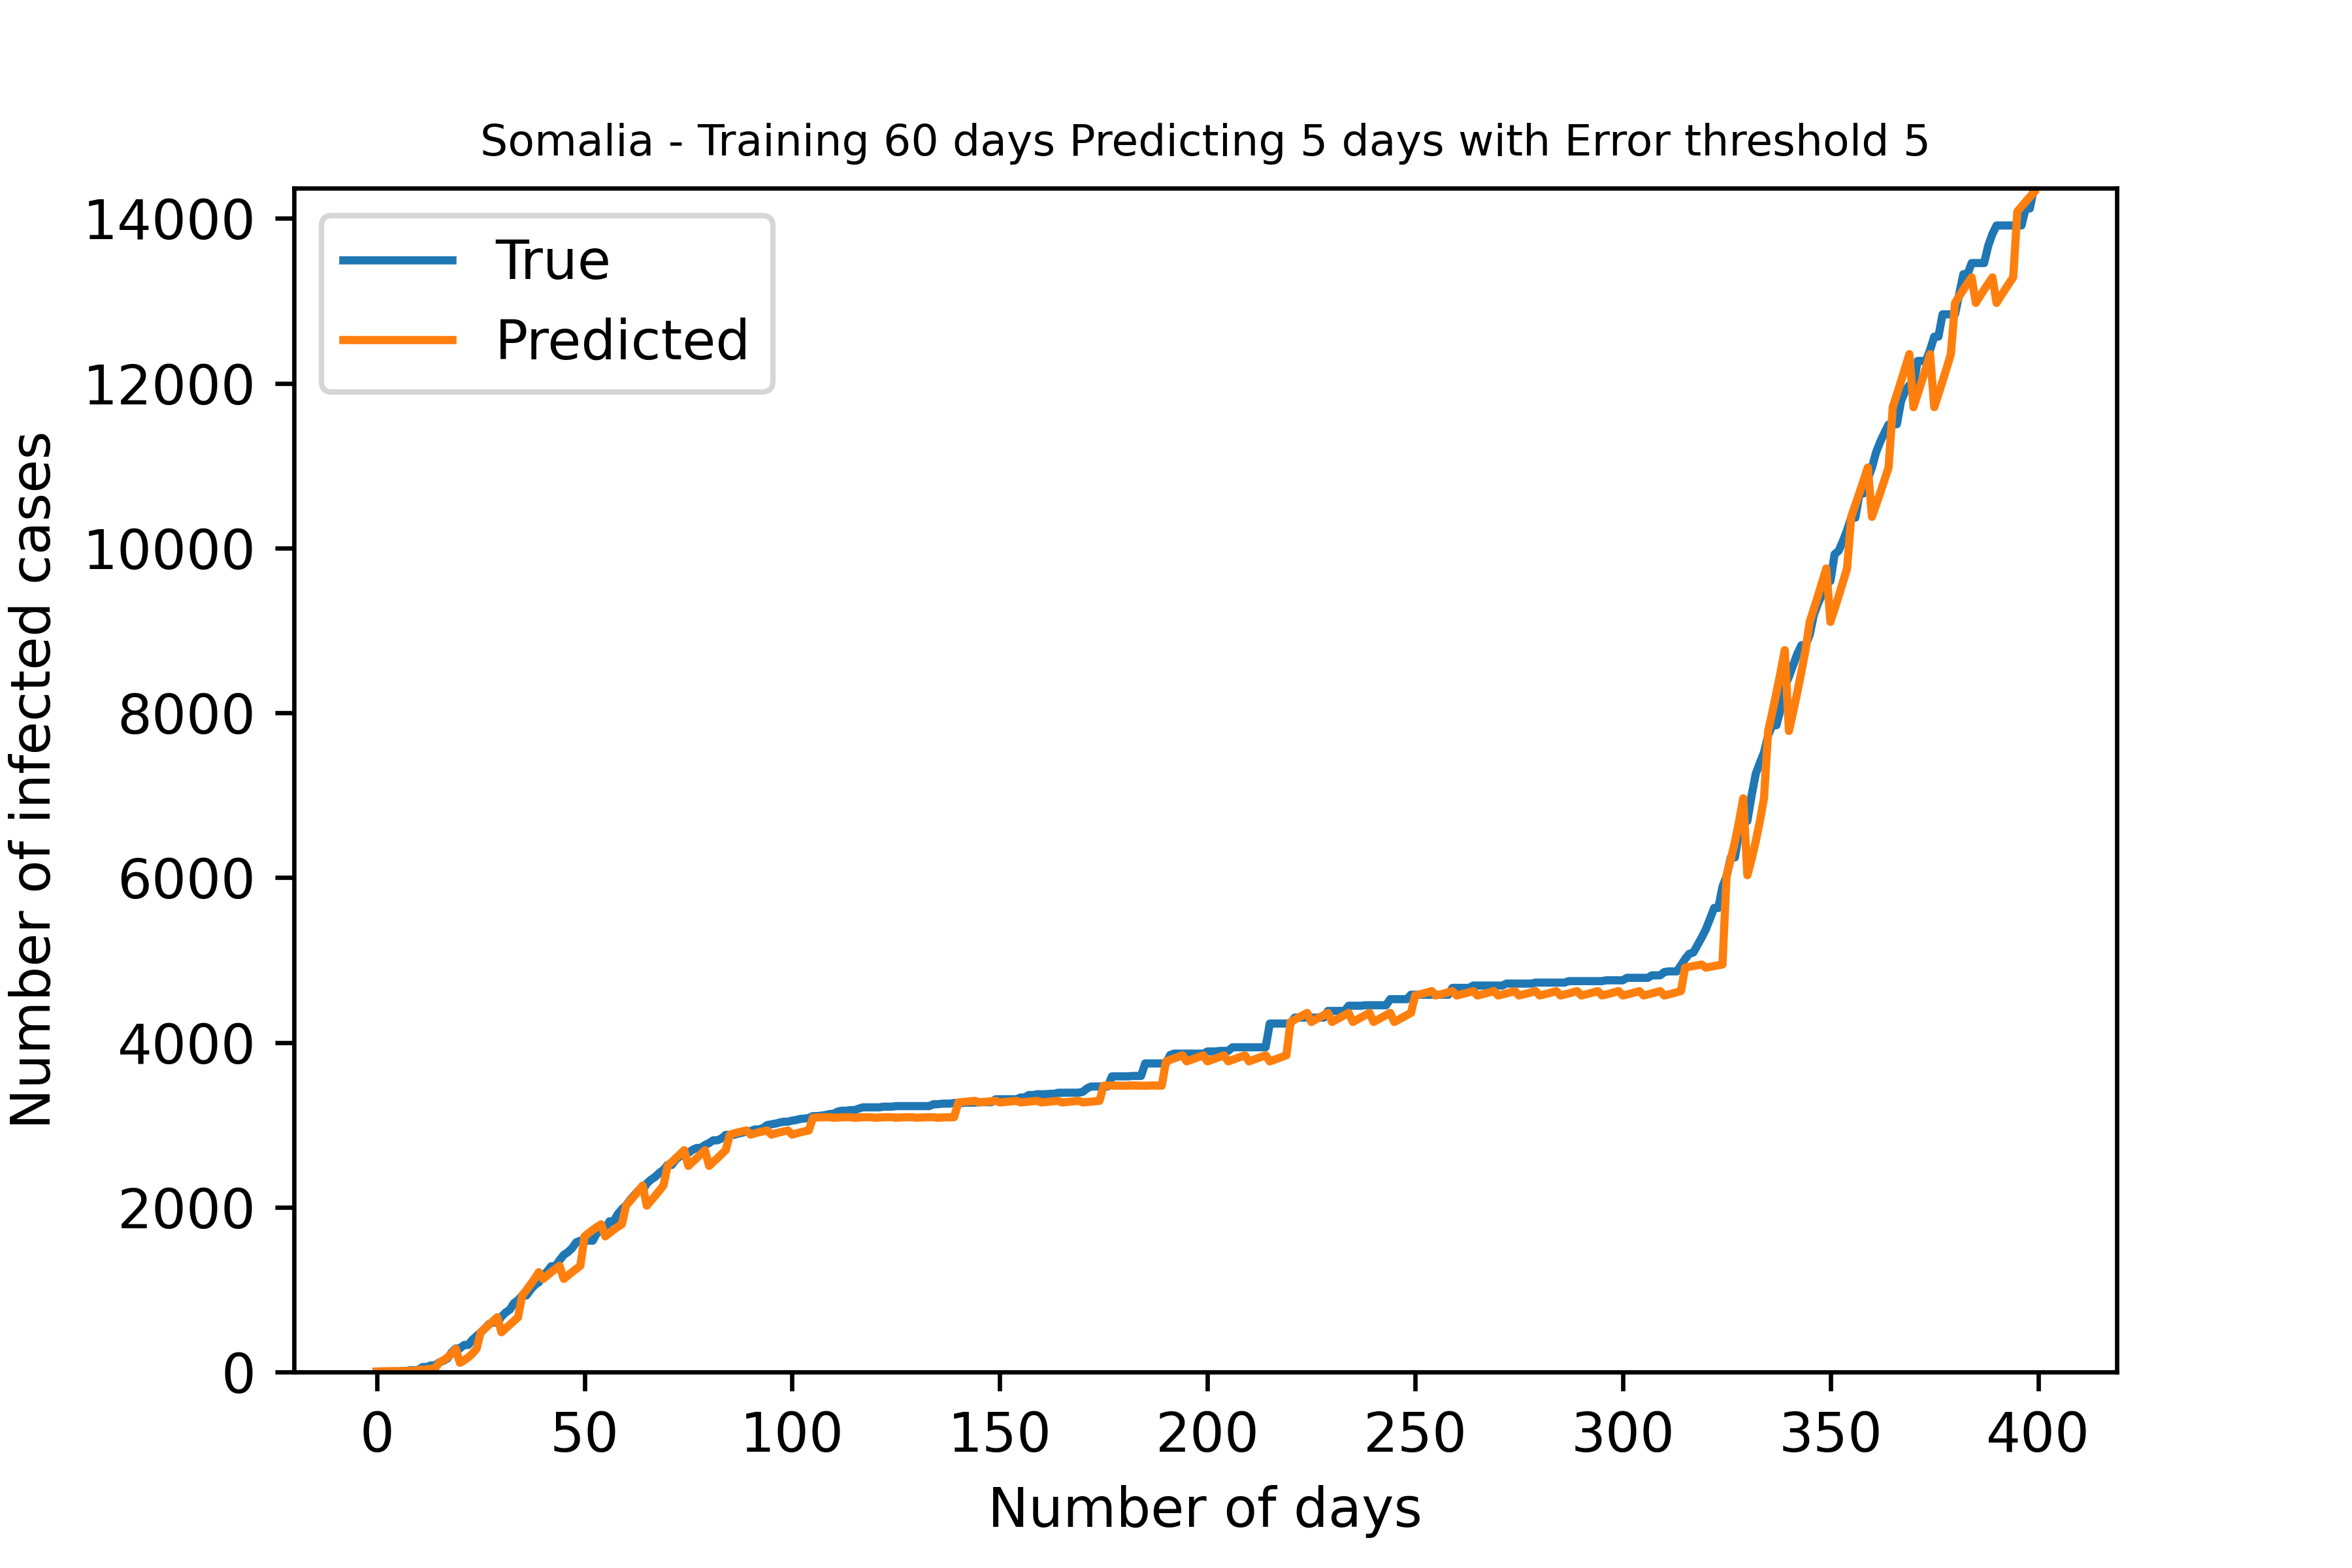 Somalia - Training 60 days Predicting 5 days with Error threshold 5
True
Predicted
Number of infected cases
14000
12000
10000
8000
6000
4000
2000
0
0 50 100 150 200 250 300 350 400
Number of days